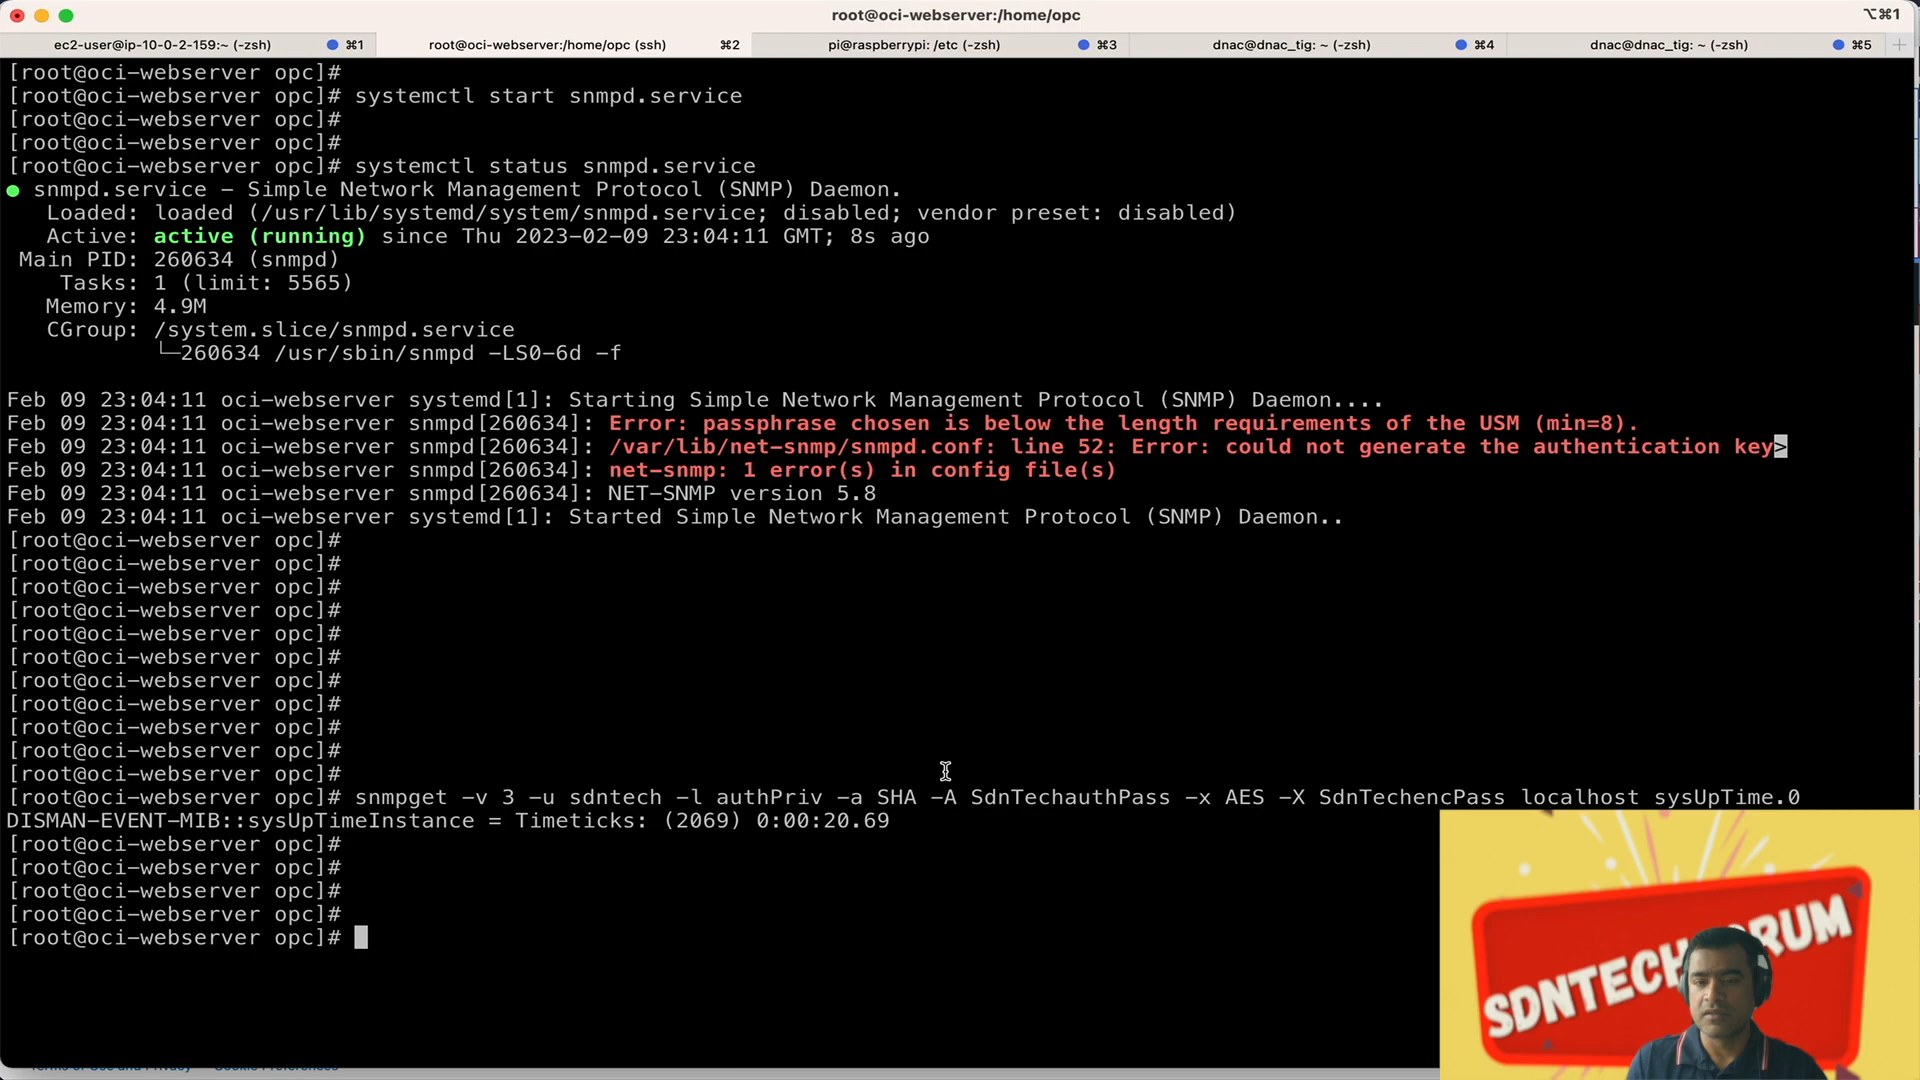 root@oci-webserver:/home/opc
⌥⌘1
ec2-user@ip-10-0-2-159:~ (-zsh) ⌘1
root@oci-webserver:/home/opc (ssh) ⌘2
pi@raspberrypi: /etc (-zsh) ⌘3
dnac@dnac_tig: ~ (-zsh) ⌘4
dnac@dnac_tig: ~ (-zsh) ⌘5
[root@oci-webserver opc]#
[root@oci-webserver opc]# systemctl start snmpd.service
[root@oci-webserver opc]#
[root@oci-webserver opc]#
[root@oci-webserver opc]# systemctl status snmpd.service
● snmpd.service – Simple Network Management Protocol (SNMP) Daemon.
Loaded: loaded (/usr/lib/systemd/system/snmpd.service; disabled; vendor preset: disabled)
Active: active (running) since Thu 2023-02-09 23:04:11 GMT; 8s ago
Main PID: 260634 (snmpd)
Tasks: 1 (limit: 5565)
Memory: 4.9M
CGroup: /system.slice/snmpd.service
└─260634 /usr/sbin/snmpd -LS0-6d -f
Feb 09 23:04:11 oci-webserver systemd[1]: Starting Simple Network Management Protocol (SNMP) Daemon....
Feb 09 23:04:11 oci-webserver snmpd[260634]: Error: passphrase chosen is below the length requirements of the USM (min=8).
Feb 09 23:04:11 oci-webserver snmpd[260634]: /var/lib/net-snmp/snmpd.conf: line 52: Error: could not generate the authentication key>
Feb 09 23:04:11 oci-webserver snmpd[260634]: net-snmp: 1 error(s) in config file(s)
Feb 09 23:04:11 oci-webserver snmpd[260634]: NET-SNMP version 5.8
Feb 09 23:04:11 oci-webserver systemd[1]: Started Simple Network Management Protocol (SNMP) Daemon..
[root@oci-webserver opc]#
[root@oci-webserver opc]#
[root@oci-webserver opc]#
[root@oci-webserver opc]#
[root@oci-webserver opc]#
[root@oci-webserver opc]#
[root@oci-webserver opc]#
[root@oci-webserver opc]#
[root@oci-webserver opc]#
[root@oci-webserver opc]#
[root@oci-webserver opc]#
[root@oci-webserver opc]# snmpget -v 3 -u sdntech -l authPriv -a SHA -A SdnTechauthPass -x AES -X SdnTechencPass localhost sysUpTime.0
DISMAN-EVENT-MIB::sysUpTimeInstance = Timeticks: (2069) 0:00:20.69
[root@oci-webserver opc]#
[root@oci-webserver opc]#
[root@oci-webserver opc]#
[root@oci-webserver opc]#
[root@oci-webserver opc]#